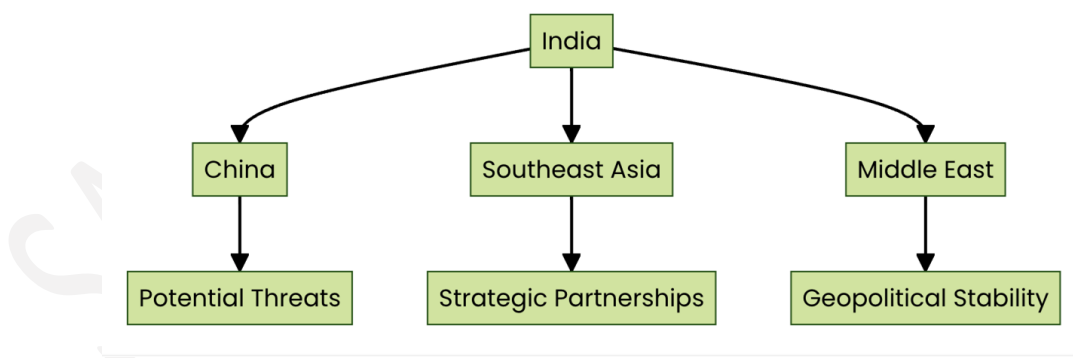 India
China
Southeast Asia
Middle East
Potential Threats
Strategic Partnerships
Geopolitical Stability